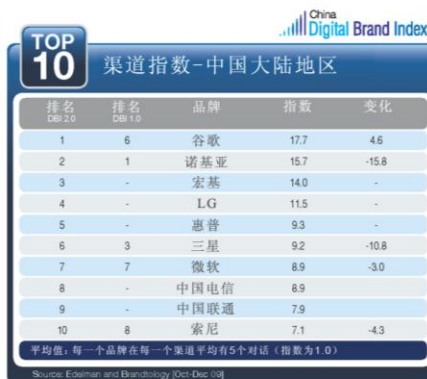 China
Digital Brand Index
TOP
10
渠道指数-中国大陆地区
排名 排名 品牌 指数 变化
DBI 2.0 DBI 1.0
1 6 谷歌 17.7 4.6
2 1 诺基亚 15.7 -15.8
3 - 宏基 14.0 -
4 - LG 11.5 -
5 - 惠普 9.3 -
6 3 三星 9.2 -10.8
7 7 微软 8.9 -3.0
8 - 中国电信 8.9
9 - 中国联通 7.9
10 8 索尼 7.1 -4.3
平均值：每一个品牌在每一个渠道平均有5个对话（指数为1.0）
Source: Edelman and Brandtology [Oct-Dec 09]